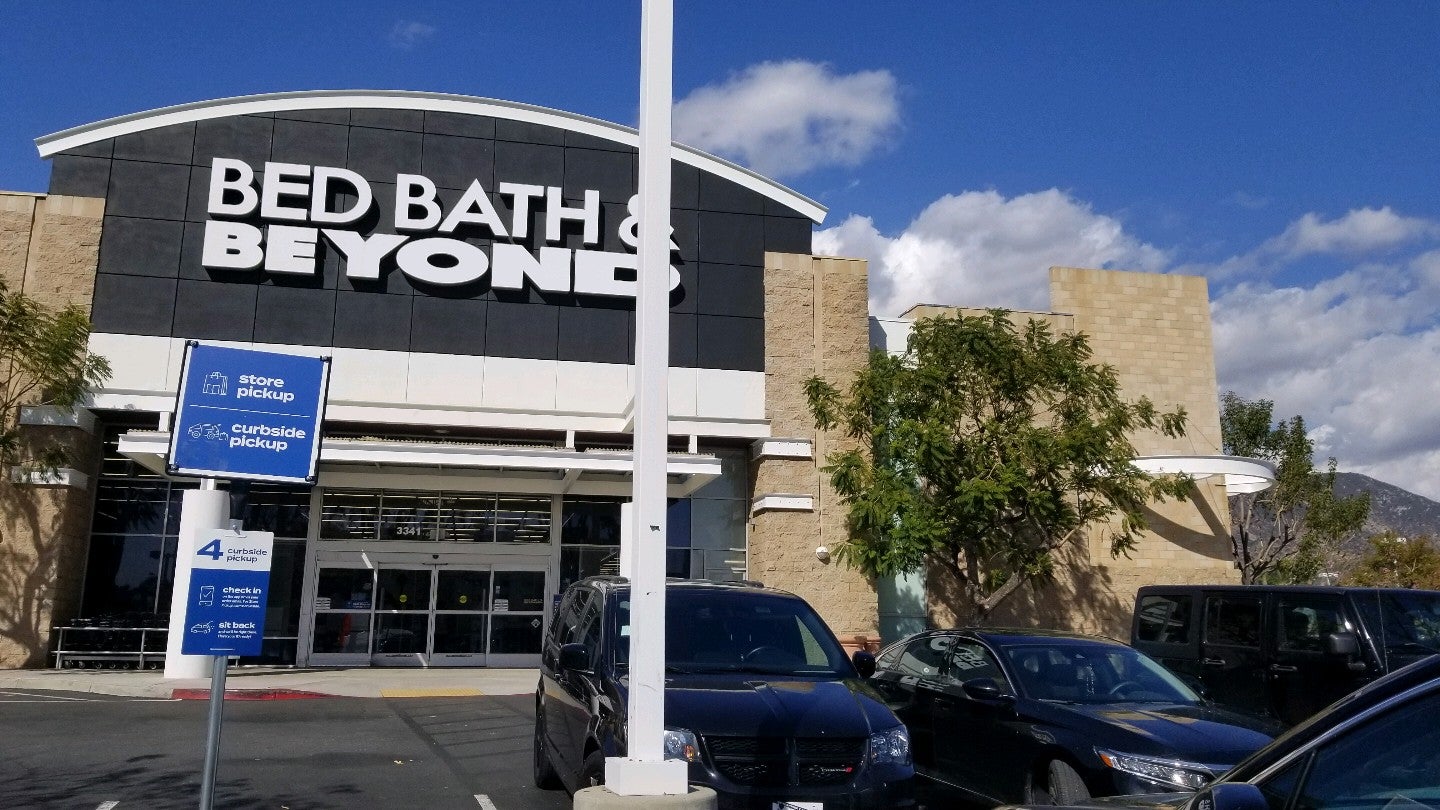 BED BATH &
BEYOND
store
pickup
curbside
pickup
3341
4 curbside
pickup
check in
sit back